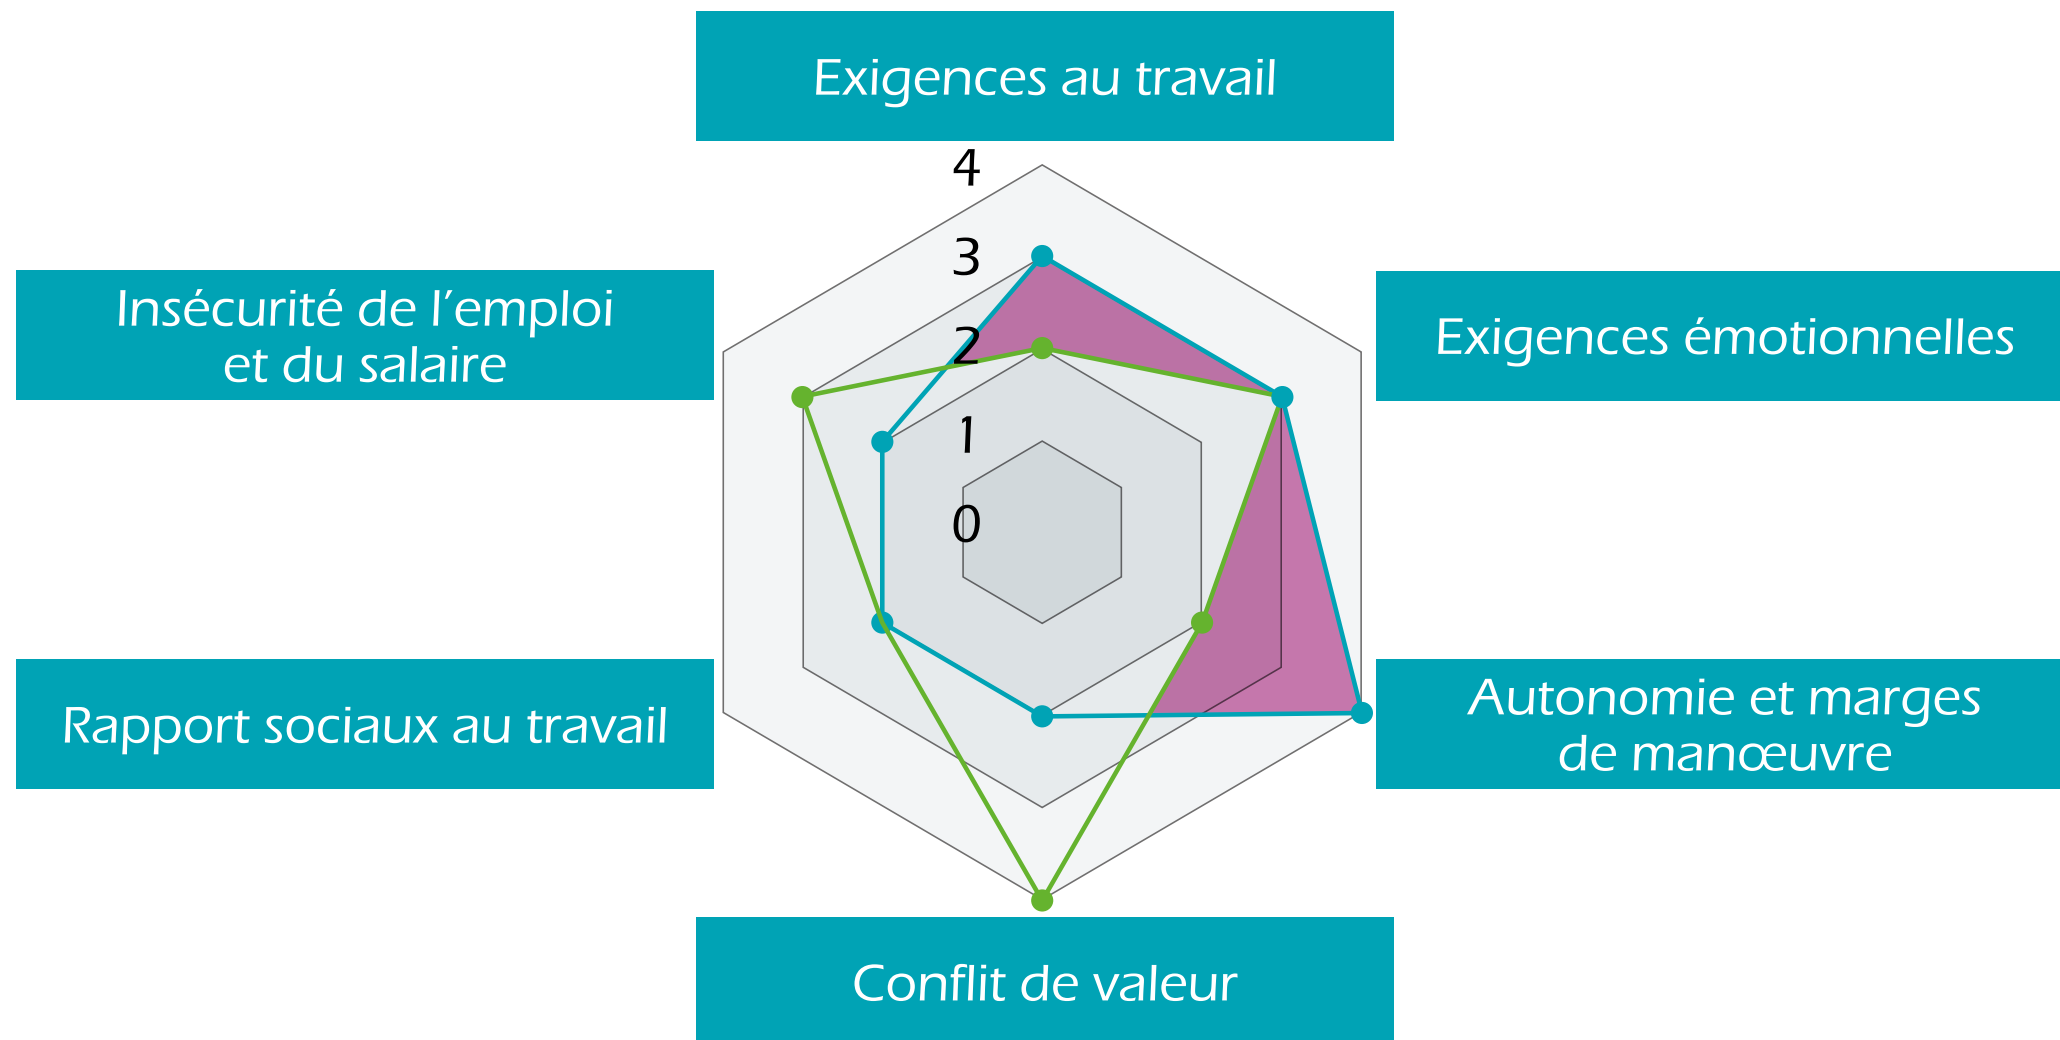 Exigences au travail
4
3
2
1
0
Insécurité de l’emploi
et du salaire
Exigences émotionnelles
Rapport sociaux au travail
Autonomie et marges
de manœuvre
Conflit de valeur